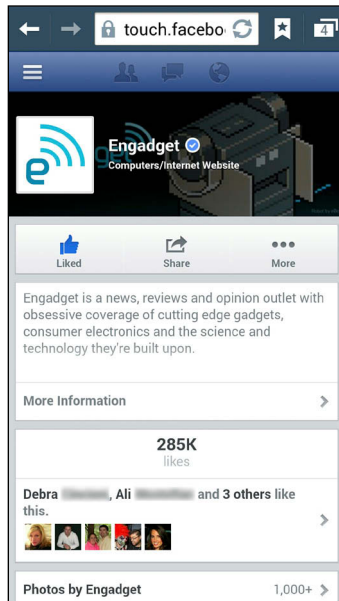 touch.facebo
4
Engadget
Computers/Internet Website
Liked
Share
More
Engadget is a news, reviews and opinion outlet with
obsessive coverage of cutting edge gadgets,
consumer electronics and the science and
technology they're built upon.
More Information
285K
likes
Debra , Ali and 3 others like
this.
Photos by Engadget
1,000+